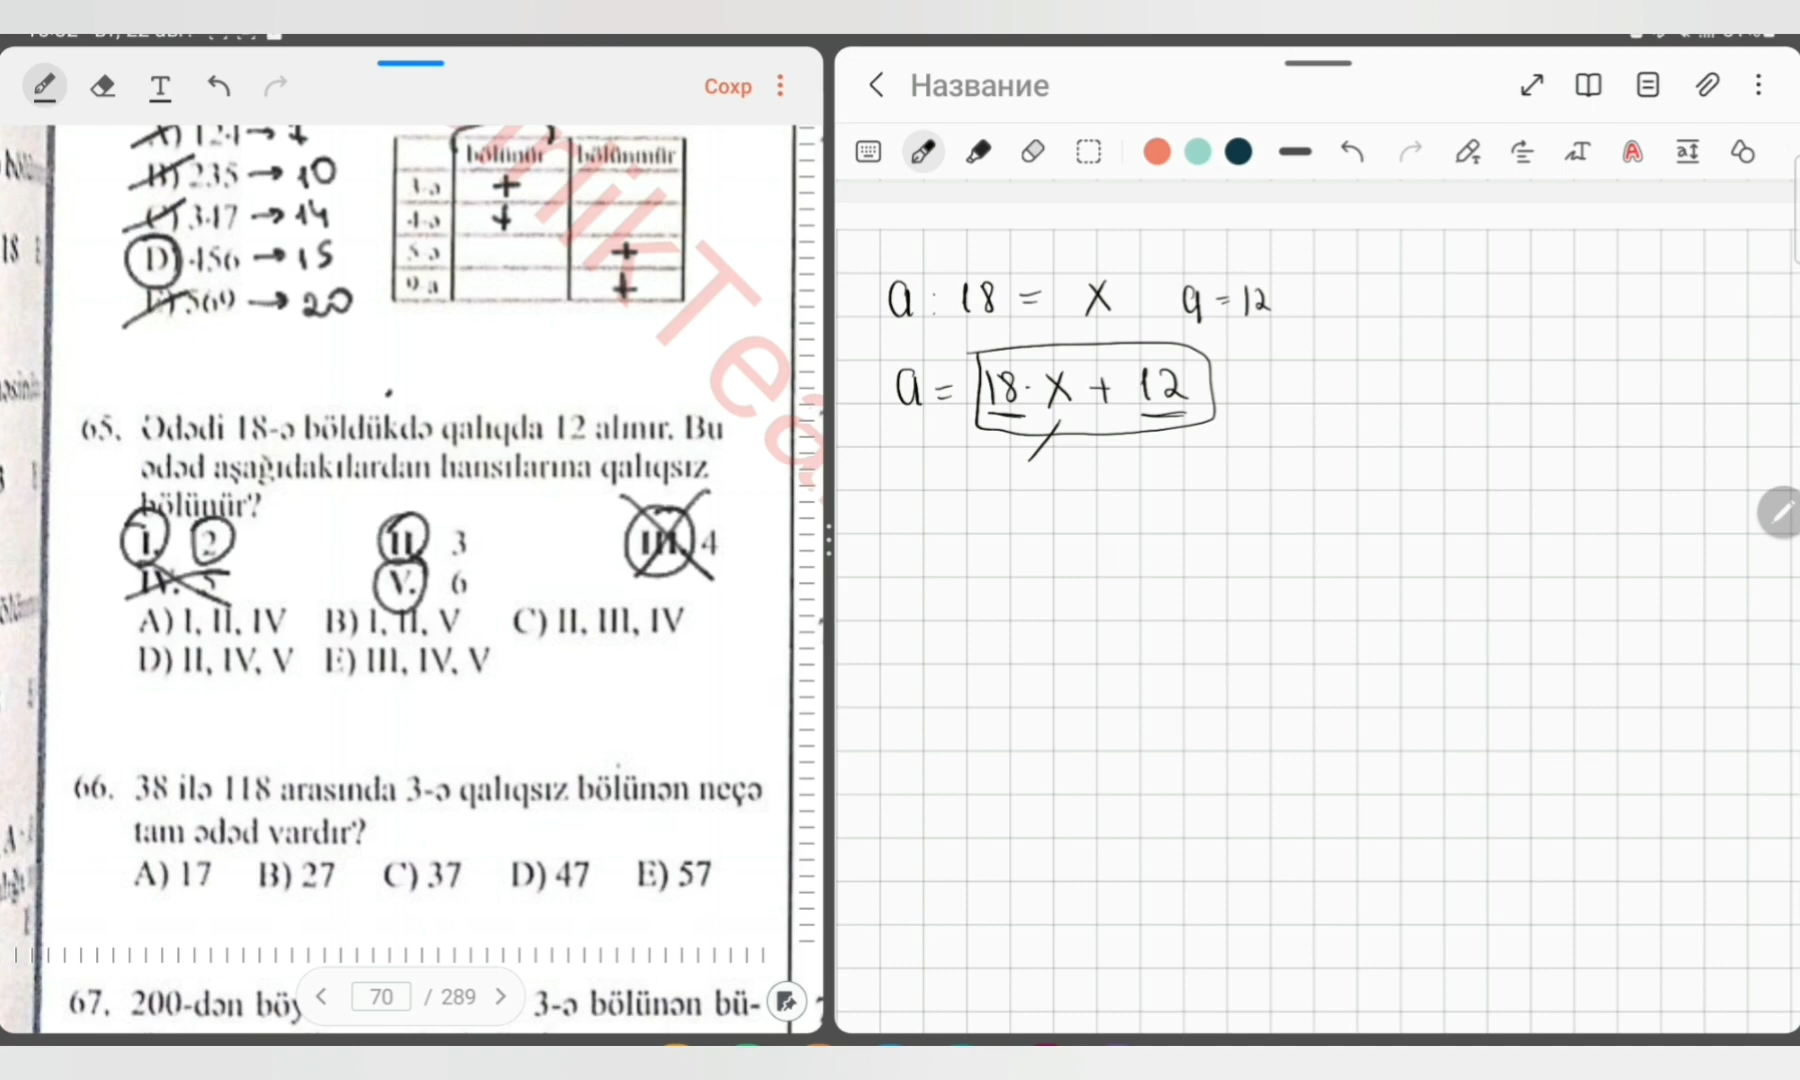 Сохр
Название
A) 124 →
B) 235 → 10
C) 347 → 14
D) 456 → 15
E) 569 → 20
bölünür bölünmür
3-ə +
4-ə +
5-ə +
9-a +
65. Ədədi 18-ə böldükdə qalıqda 12 alınır. Bu
ədəd aşağıdakılardan hansılarına qalıqsız
bölünür?
I. 2 II. 3 III. 4
IV. 5 V. 6
A) I, II, IV B) I, II, V C) II, III, IV
D) II, IV, V E) III, IV, V
66. 38 ilə 118 arasında 3-ə qalıqsız bölünən neçə
tam ədəd vardır?
A) 17 B) 27 C) 37 D) 47 E) 57
67. 200-dən 3-ə bölünən bü-
70 / 289
a : 18 = x q = 12
a = 18 · x + 12